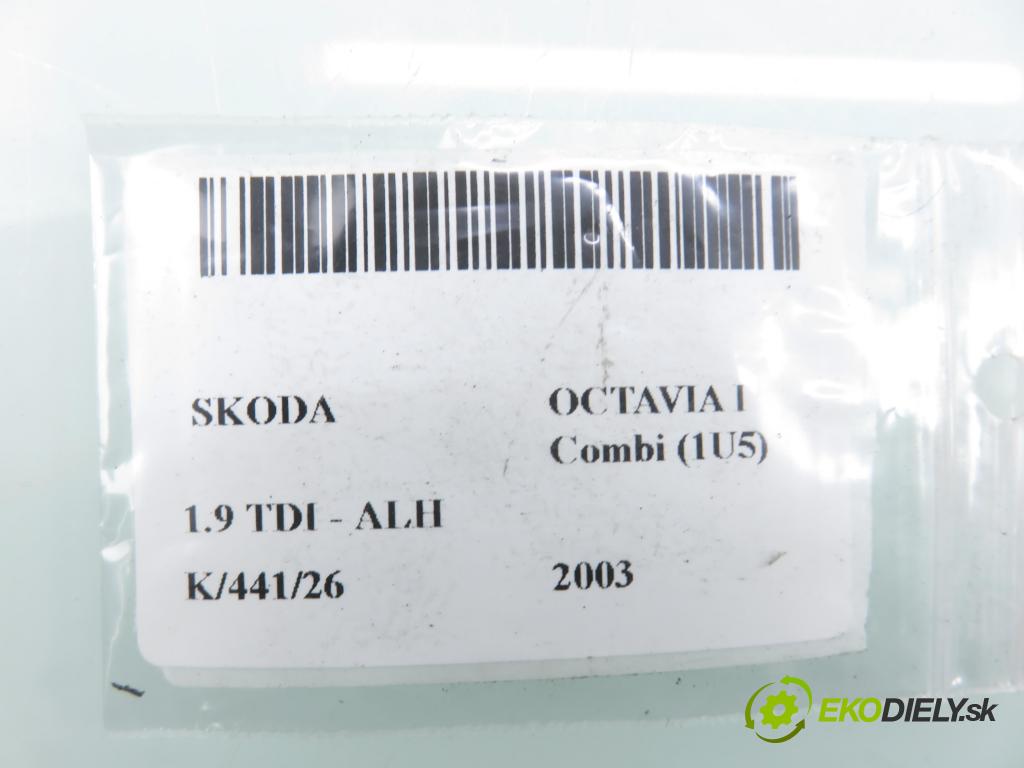 SKODA
OCTAVIA I
Combi (1U5)
1.9 TDI - ALH
K/441/26
2003
EKODIELY.sk